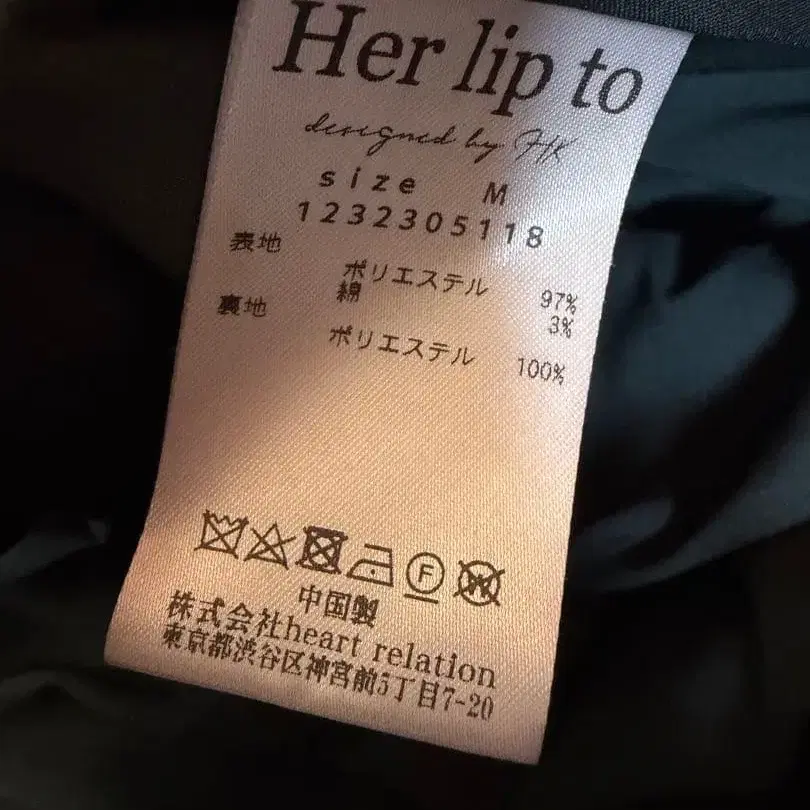 Her lip to
designed by HK
size M
1232305118
表地
ポリエステル 97%
綿 3%
裏地
ポリエステル 100%
F
W
中国製
株式会社heart relation
東京都渋谷区神宮前5丁目7-20